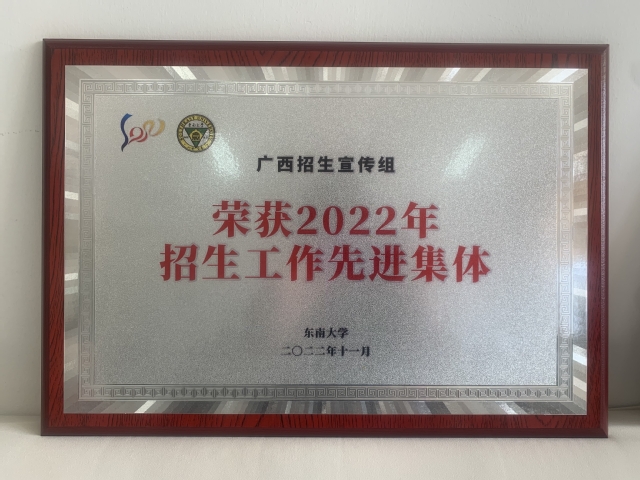 广西招生宣传组
荣获2022年
招生工作先进集体
东南大学
二〇二二年十一月